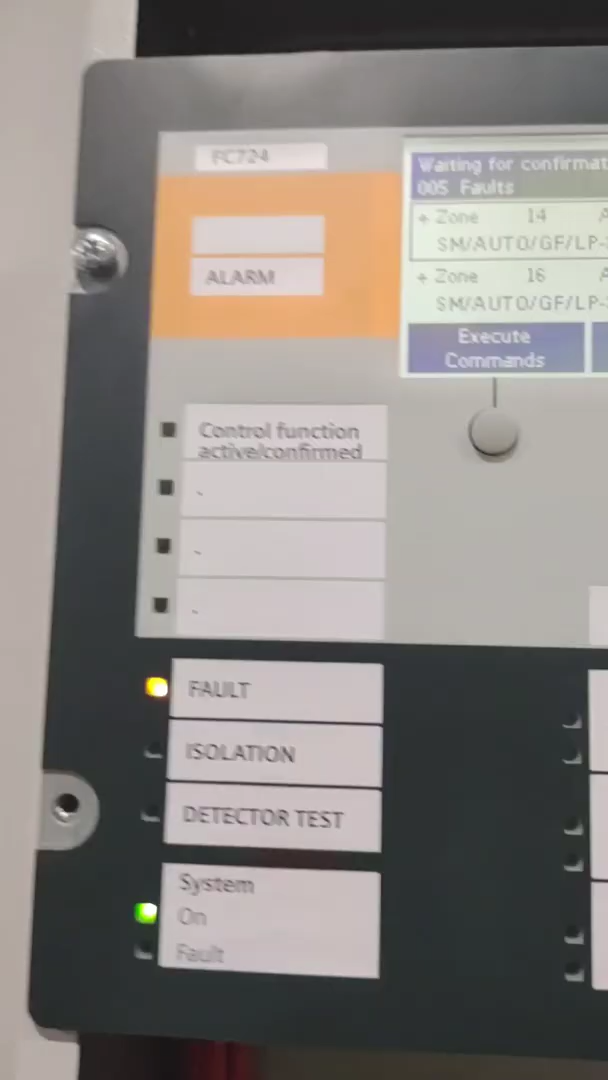 FC724
ALARM
Waiting for confirmat
005 Faults
+ Zone 14 A
SM/AUTO/GF/LP-
+ Zone 16 A
SM/AUTO/GF/LP-
Execute
Commands
Control function
active/confirmed
FAULT
ISOLATION
DETECTOR TEST
System
On
Fault